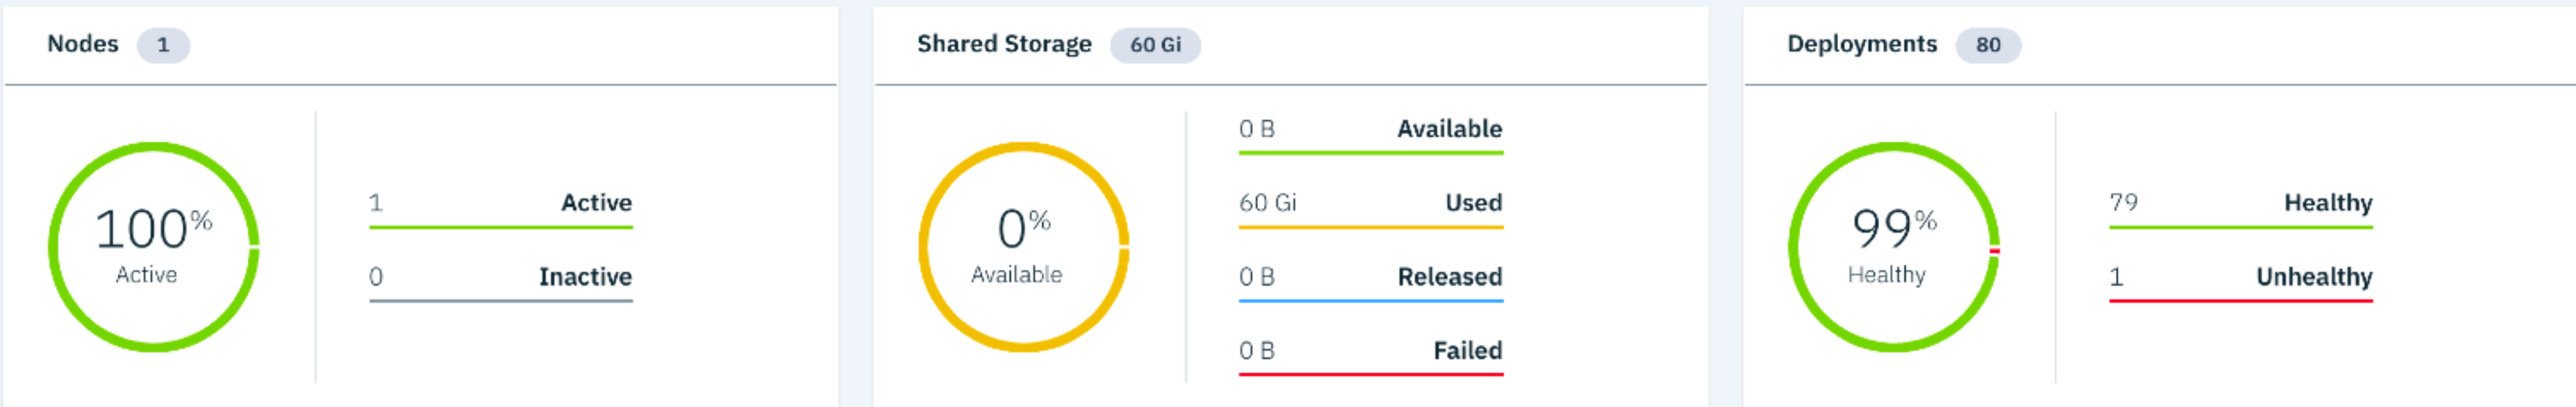 Nodes 1
100%
Active
1 Active
0 Inactive
Shared Storage 60 Gi
0%
Available
0 B Available
60 Gi Used
0 B Released
0 B Failed
Deployments 80
99%
Healthy
79 Healthy
1 Unhealthy